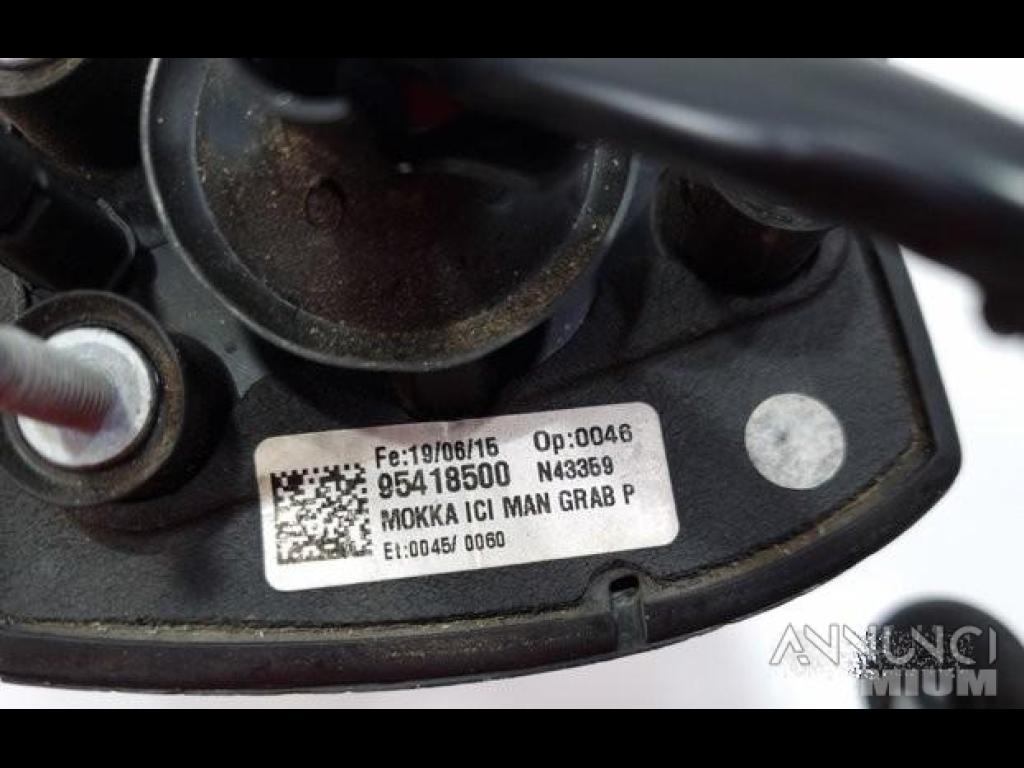 Fe:19/06/15 Op:0046
95418500 N43359
MOKKA ICI MAN GRAB P
Et:0045/ 0060
ANNUNCI
MIUM